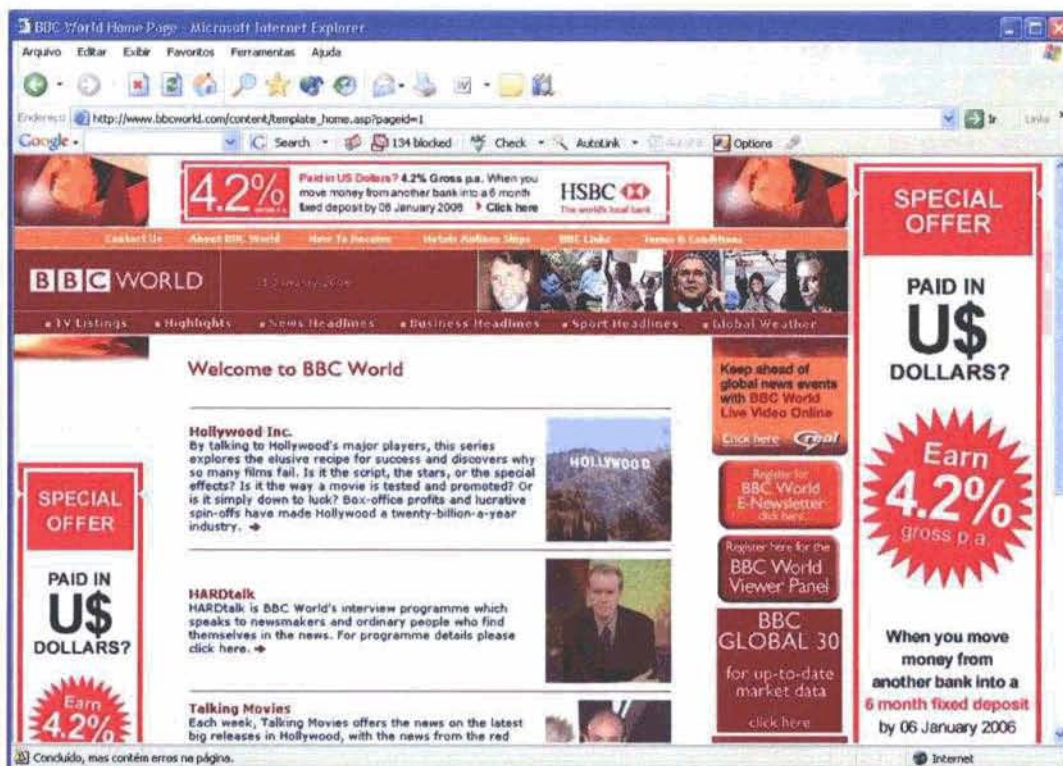 BBC World Home Page - Microsoft Internet Explorer
Arquivo Editar Exibir Favoritos Ferramentas Ajuda
Endereço http://www.bbcworld.com/content/template_home.asp?pageid=1 Ir Links
Google Search 134 blocked Check AutoLink Options
4.2%
Paid in US Dollars? 4.2% Gross p.a. When you
move money from another bank into a 6 month
fixed deposit by 06 January 2006 Click here
HSBC
The world's local bank
Contact Us About BBC World How To Receive Hotels Airlines Ships BBC Links Terms & Conditions
BBC WORLD
January 2006
TV Listings Highlights News Headlines Business Headlines Sport Headlines Global Weather
Welcome to BBC World
Hollywood Inc.
By talking to Hollywood's major players, this series
explores the elusive recipe for success and discovers why
so many films fail. Is it the script, the stars, or the special
effects? Is it the way a movie is tested and promoted? Or
is it simply down to luck? Box-office profits and lucrative
spin-offs have made Hollywood a twenty-billion-a-year
industry.
HOLLYWOOD
HARDtalk
HARDtalk is BBC World's interview programme which
speaks to newsmakers and ordinary people who find
themselves in the news. For programme details please
click here.
Talking Movies
Each week, Talking Movies offers the news on the latest
big releases in Hollywood, with the news from the red
SPECIAL
OFFER
PAID IN
U$
DOLLARS?
Earn
4.2%
Keep ahead of
global news events
with BBC World
Live Video Online
Click here real
Register for
BBC World
E-Newsletter
click here
Register here for the
BBC World
Viewer Panel
BBC
GLOBAL 30
for up-to-date
market data
click here
SPECIAL
OFFER
PAID IN
U$
DOLLARS?
Earn
4.2%
gross p.a.
When you move
money from
another bank into a
6 month fixed deposit
by 06 January 2006
Concluído, mas contém erros na página.
Internet